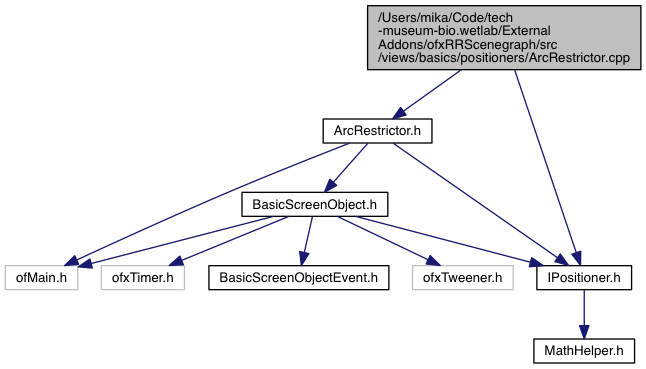 /Users/mika/Code/tech
-museum-bio.wetlab/External
Addons/ofxRRScenegraph/src
/views/basics/positioners/ArcRestrictor.cpp
ArcRestrictor.h
BasicScreenObject.h
ofMain.h
ofxTimer.h
BasicScreenObjectEvent.h
ofxTweener.h
IPositioner.h
MathHelper.h